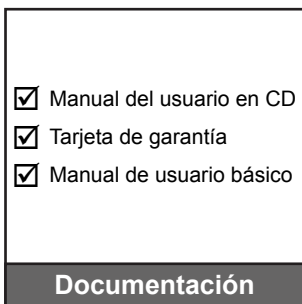 Manual del usuario en CD
Tarjeta de garantía
Manual de usuario básico
Documentación